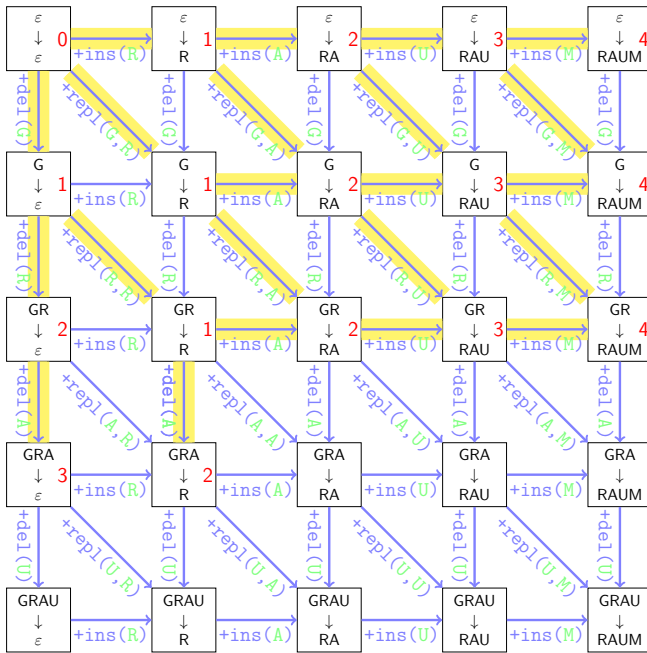 ε ε ε ε ε
↓ 0 ↓ 1 ↓ 2 ↓ 3 ↓ 4
ε +ins(R) R +ins(A) RA +ins(U) RAU +ins(M) RAUM
+del(G) +repl(G,R) +del(G) +repl(G,A) +del(G) +repl(G,U) +del(G) +repl(G,M) +del(G)
G G G G G
↓ 1 ↓ 1 ↓ 2 ↓ 3 ↓ 4
ε +ins(R) R +ins(A) RA +ins(U) RAU +ins(M) RAUM
+del(R) +repl(R,R) +del(R) +repl(R,A) +del(R) +repl(R,U) +del(R) +repl(R,M) +del(R)
GR GR GR GR GR
↓ 2 ↓ 1 ↓ 2 ↓ 3 ↓ 4
ε +ins(R) R +ins(A) RA +ins(U) RAU +ins(M) RAUM
+del(A) +repl(A,R) +del(A) +repl(A,A) +del(A) +repl(A,U) +del(A) +repl(A,M) +del(A)
GRA GRA GRA GRA GRA
↓ 3 ↓ 2 ↓ ↓ ↓
ε +ins(R) R +ins(A) RA +ins(U) RAU +ins(M) RAUM
+del(U) +repl(U,R) +del(U) +repl(U,A) +del(U) +repl(U,U) +del(U) +repl(U,M) +del(U)
GRAU GRAU GRAU GRAU GRAU
↓ ↓ ↓ ↓ ↓
ε +ins(R) R +ins(A) RA +ins(U) RAU +ins(M) RAUM